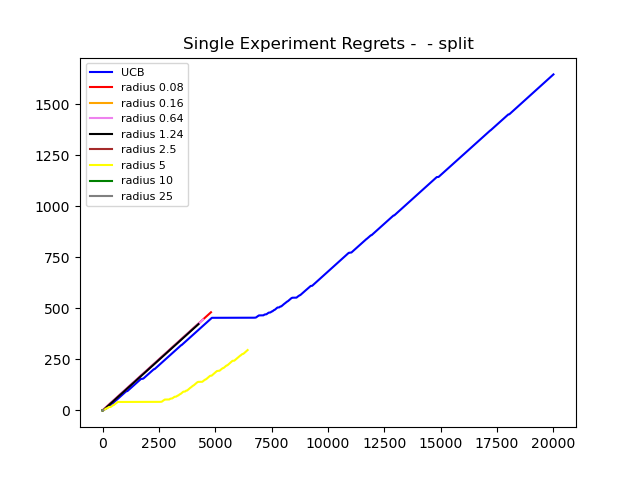 Single Experiment Regrets -  - split
UCB
radius 0.08
radius 0.16
radius 0.64
radius 1.24
radius 2.5
radius 5
radius 10
radius 25
1500
1250
1000
750
500
250
0
0 2500 5000 7500 10000 12500 15000 17500 20000